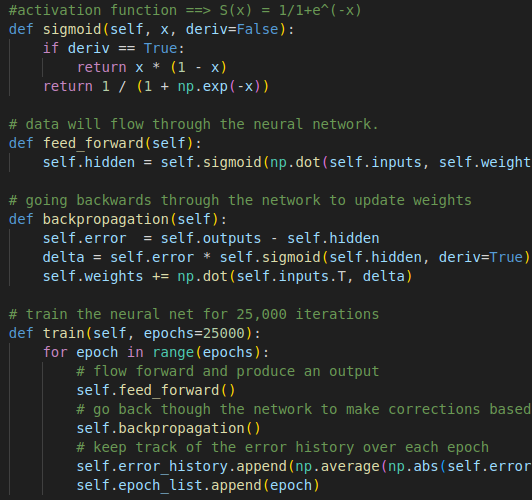 #activation function ==> S(x) = 1/1+e^(-x)
def sigmoid(self, x, deriv=False):
    if deriv == True:
        return x * (1 - x)
    return 1 / (1 + np.exp(-x))

# data will flow through the neural network.
def feed_forward(self):
    self.hidden = self.sigmoid(np.dot(self.inputs, self.weight

# going backwards through the network to update weights
def backpropagation(self):
    self.error  = self.outputs - self.hidden
    delta = self.error * self.sigmoid(self.hidden, deriv=True)
    self.weights += np.dot(self.inputs.T, delta)

# train the neural net for 25,000 iterations
def train(self, epochs=25000):
    for epoch in range(epochs):
        # flow forward and produce an output
        self.feed_forward()
        # go back though the network to make corrections based
        self.backpropagation()
        # keep track of the error history over each epoch
        self.error_history.append(np.average(np.abs(self.error
        self.epoch_list.append(epoch)